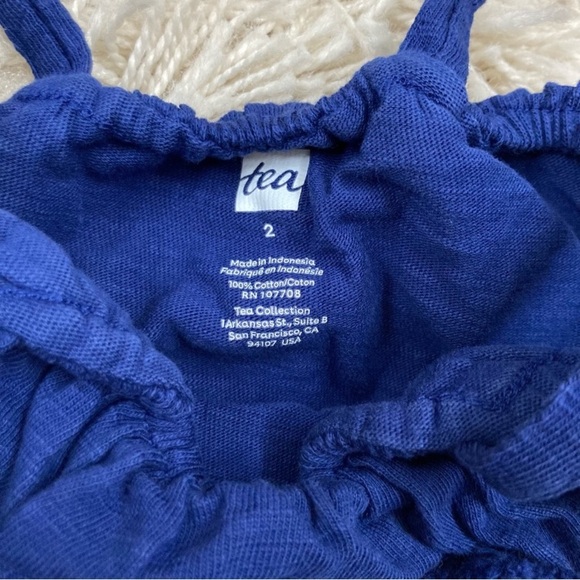 tea
2
Made in Indonesia
Fabriqué en Indonésie
100% Cotton/Coton
RN 107708
Tea Collection
1 Arkansas St., Suite B
San Francisco, CA
94107 USA